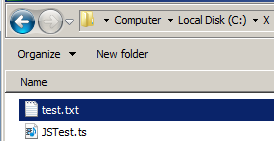 Computer Local Disk (C:) X
Organize New folder
Name
test.txt
JSTest.ts